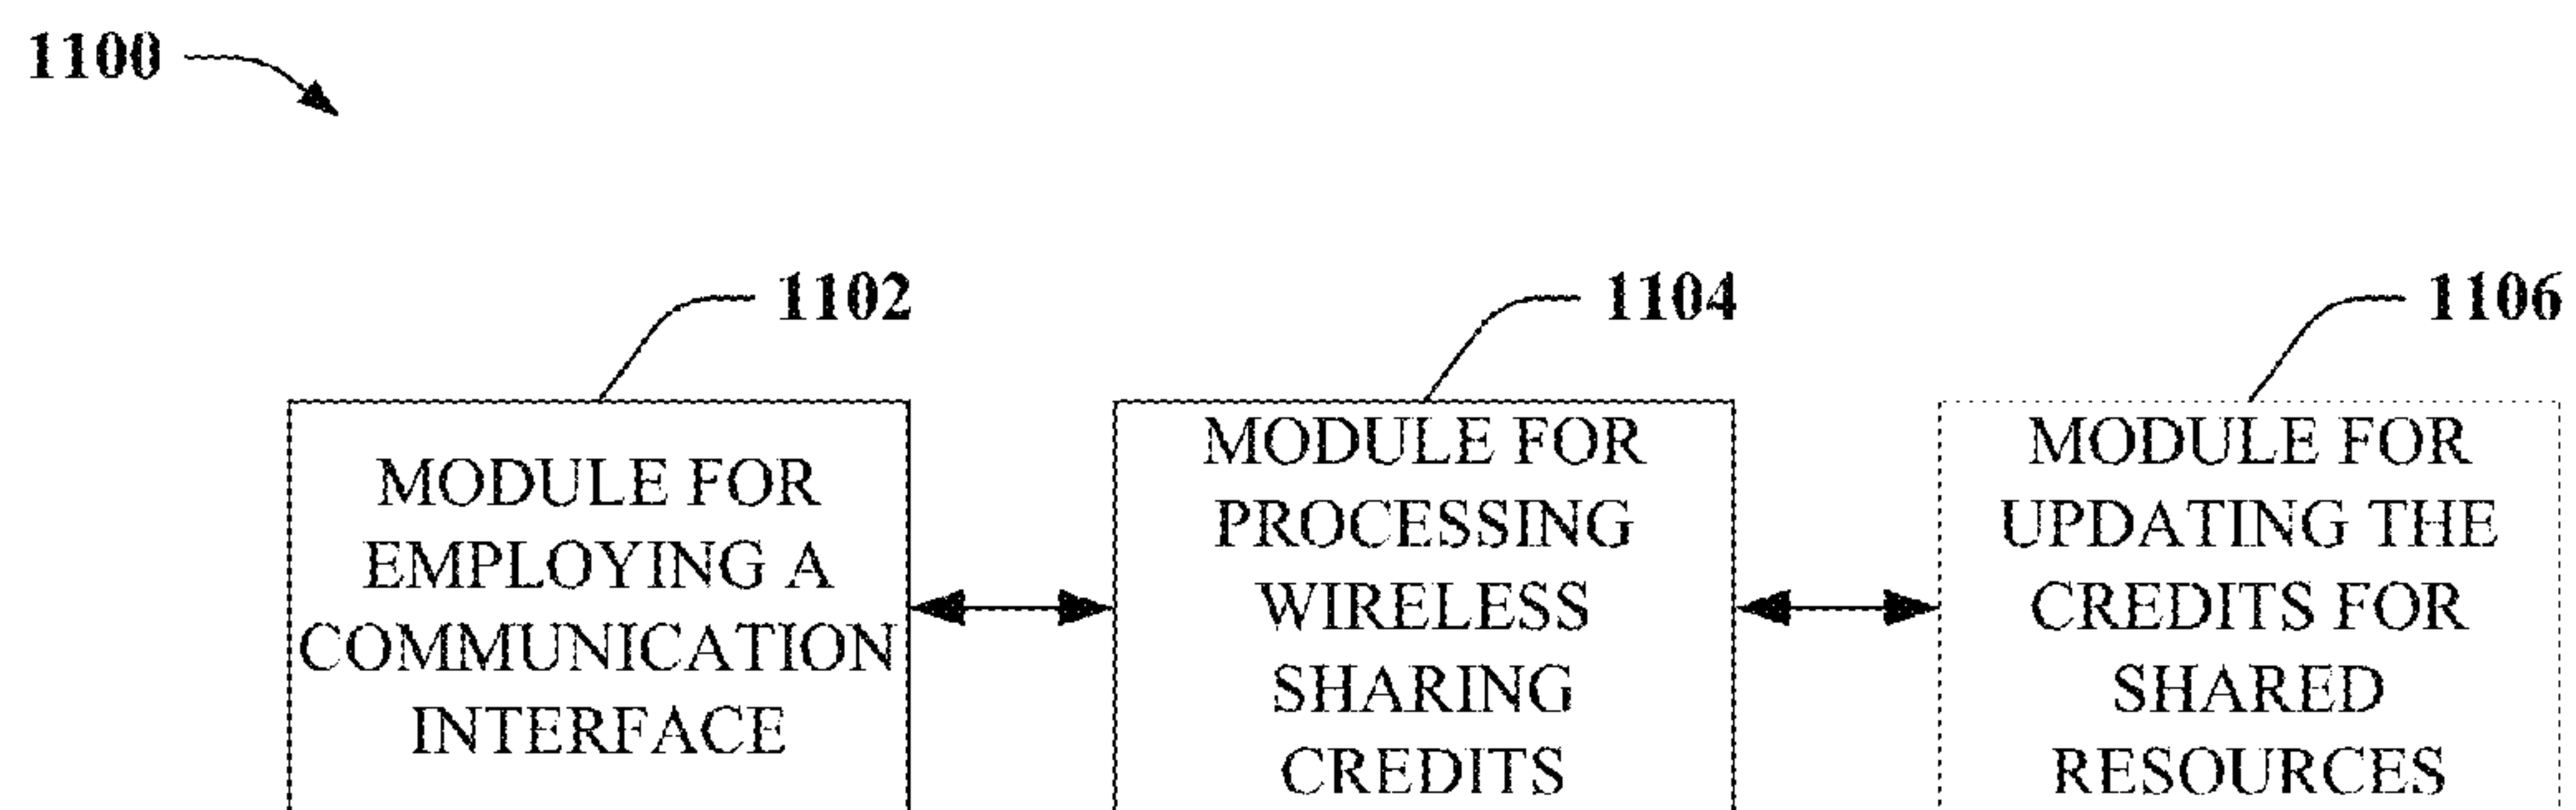 1100
1102
1104
1106
MODULE FOR
EMPLOYING A
COMMUNICATION
INTERFACE
MODULE FOR
PROCESSING
WIRELESS
SHARING
CREDITS
MODULE FOR
UPDATING THE
CREDITS FOR
SHARED
RESOURCES